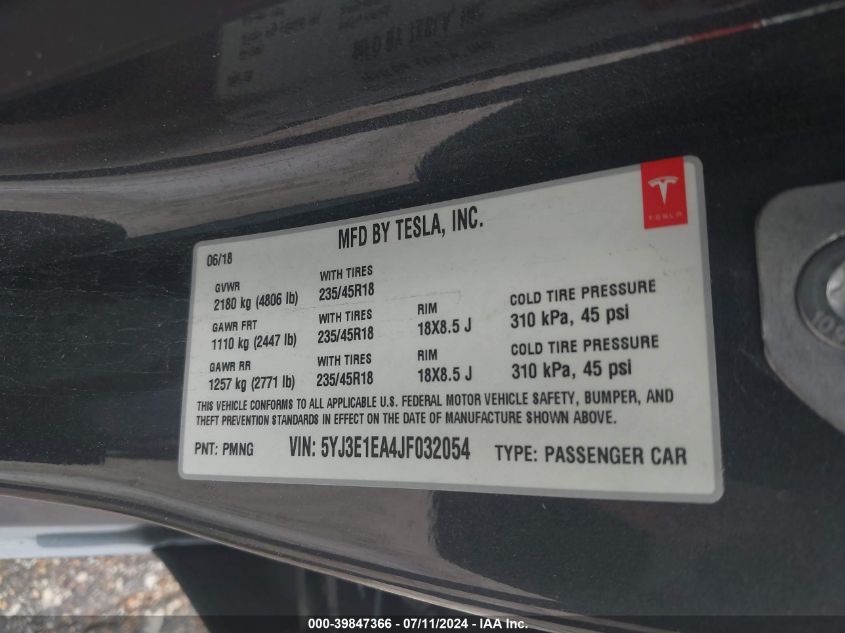 MFD BY TESLA, INC.
TESLA
06/18
GVWR
2180 kg (4806 lb)
WITH TIRES
235/45R18
GAWR FRT
1110 kg (2447 lb)
WITH TIRES
235/45R18
RIM
18X8.5 J
COLD TIRE PRESSURE
310 kPa, 45 psi
GAWR RR
1257 kg (2771 lb)
WITH TIRES
235/45R18
RIM
18X8.5 J
COLD TIRE PRESSURE
310 kPa, 45 psi
THIS VEHICLE CONFORMS TO ALL APPLICABLE U.S. FEDERAL MOTOR VEHICLE SAFETY, BUMPER, AND
THEFT PREVENTION STANDARDS IN EFFECT ON THE DATE OF MANUFACTURE SHOWN ABOVE.
PNT: PMNG VIN: 5YJ3E1EA4JF032054 TYPE: PASSENGER CAR
000-39847366 - 07/11/2024 - IAA Inc.